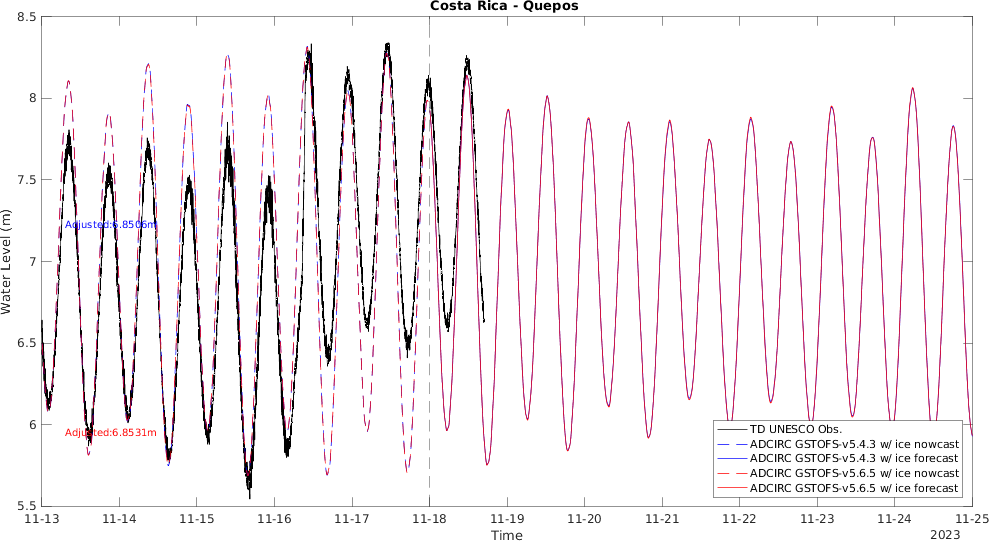 Costa Rica - Quepos
8.5
8
7.5
7
6.5
6
5.5
Water Level (m)
Adjusted:6.8506m
Adjusted:6.8531m
TD UNESCO Obs.
ADCIRC GSTOFS-v5.4.3 w/ ice nowcast
ADCIRC GSTOFS-v5.4.3 w/ ice forecast
ADCIRC GSTOFS-v5.6.5 w/ ice nowcast
ADCIRC GSTOFS-v5.6.5 w/ ice forecast
11-13 11-14 11-15 11-16 11-17 11-18 11-19 11-20 11-21 11-22 11-23 11-24 11-25
Time
2023